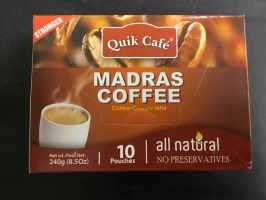 STRONGER
Quik Café®
MADRAS
COFFEE
Net wt./Poid Net:
240g (8.5Oz)
10
Pouches
all natural
NO PRESERVATIVES